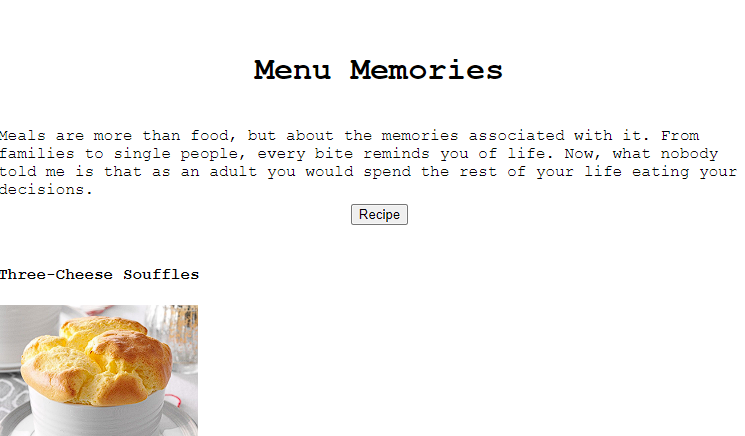 Menu Memories
Meals are more than food, but about the memories associated with it. From
families to single people, every bite reminds you of life. Now, what nobody
told me is that as an adult you would spend the rest of your life eating your
decisions.
Recipe
Three-Cheese Souffles